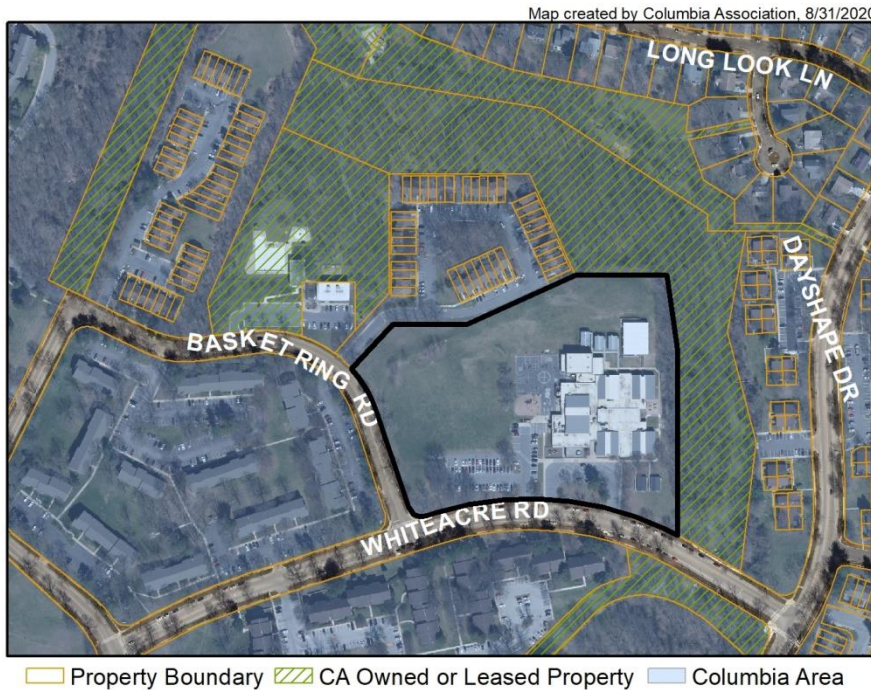 Map created by Columbia Association, 8/31/2020
LONG LOOK LN
DAYSHAPE DR
BASKET RING RD
WHITEACRE RD
Property Boundary CA Owned or Leased Property Columbia Area